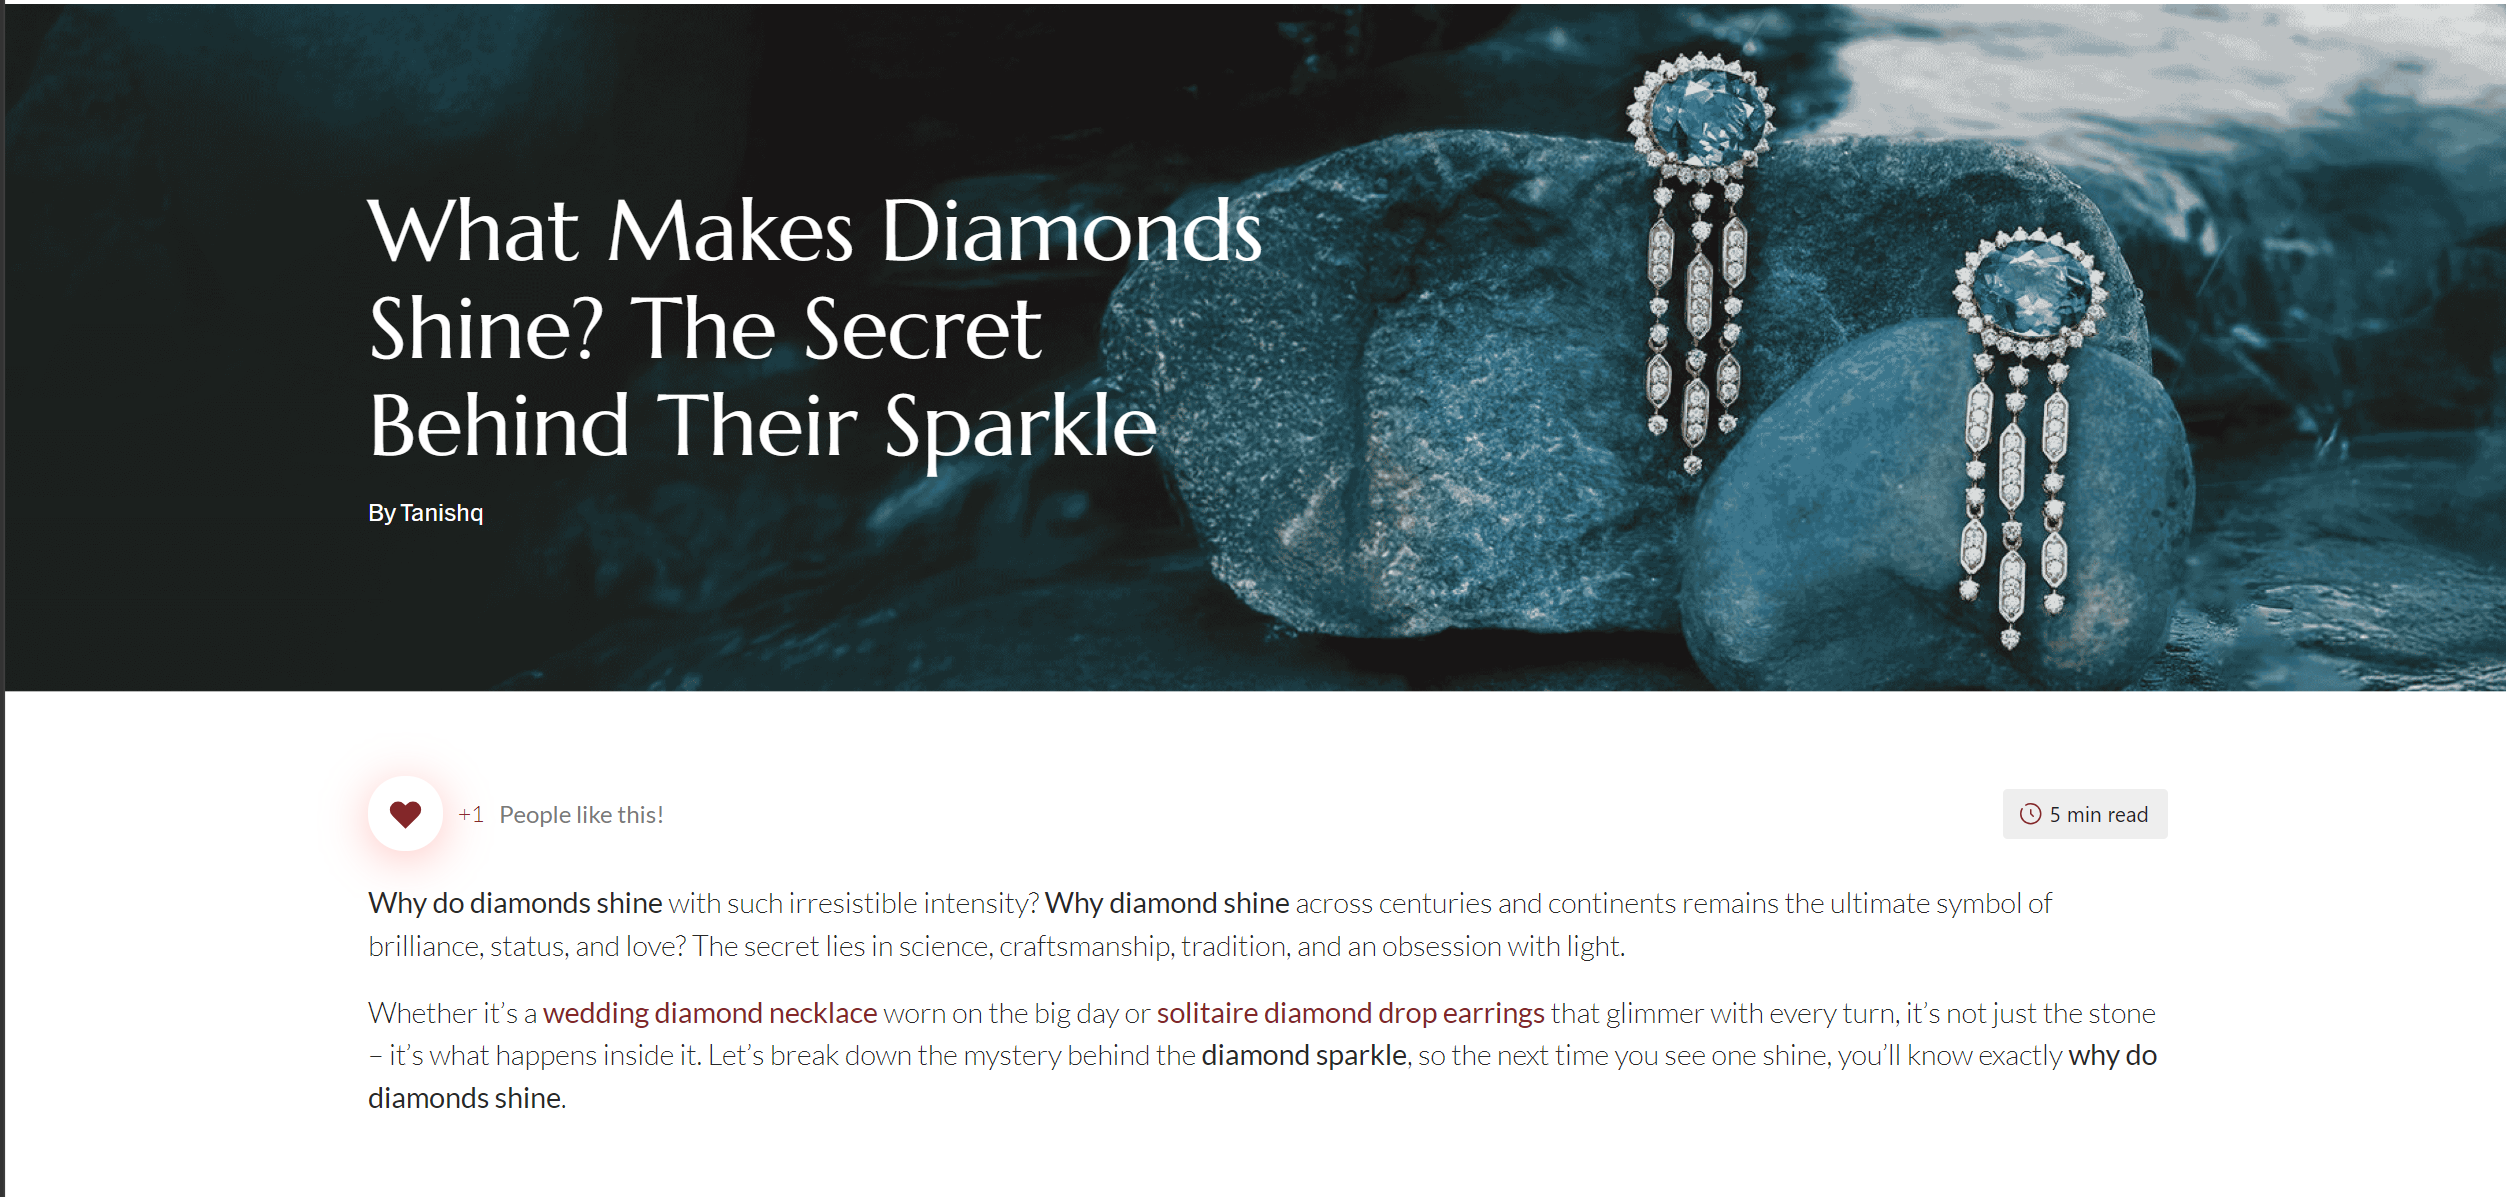 What Makes Diamonds
Shine? The Secret
Behind Their Sparkle
By Tanishq
+1 People like this!
5 min read
Why do diamonds shine with such irresistible intensity? Why diamond shine across centuries and continents remains the ultimate symbol of
brilliance, status, and love? The secret lies in science, craftsmanship, tradition, and an obsession with light.
Whether it’s a wedding diamond necklace worn on the big day or solitaire diamond drop earrings that glimmer with every turn, it’s not just the stone
– it’s what happens inside it. Let’s break down the mystery behind the diamond sparkle, so the next time you see one shine, you’ll know exactly why do
diamonds shine.